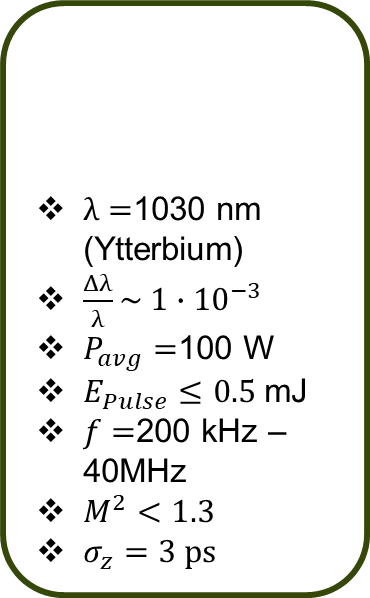 ❖ λ =1030 nm
(Ytterbium)
❖ Δλ/λ ~ 1 · 10⁻³
❖ P_avg =100 W
❖ E_Pulse ≤ 0.5 mJ
❖ f =200 kHz –
40MHz
❖ M² < 1.3
❖ σ_z = 3 ps